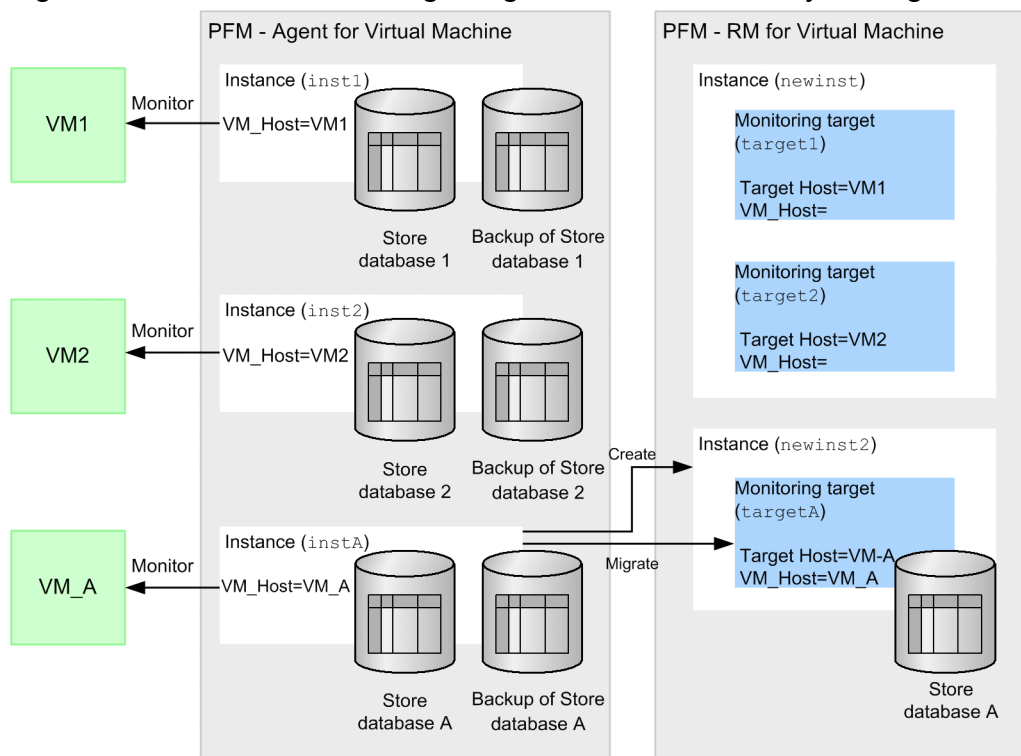 PFM - Agent for Virtual Machine
Instance (inst1)
VM1
Monitor
VM_Host=VM1
Store
database 1
Backup of Store
database 1
Instance (inst2)
VM2
Monitor
VM_Host=VM2
Store
database 2
Backup of Store
database 2
Instance (instA)
VM_A
Monitor
VM_Host=VM_A
Store
database A
Backup of Store
database A
Create
Migrate
PFM - RM for Virtual Machine
Instance (newinst)
Monitoring target
(target1)
Target Host=VM1
VM_Host=
Monitoring target
(target2)
Target Host=VM2
VM_Host=
Instance (newinst2)
Monitoring target
(targetA)
Target Host=VM-A
VM_Host=VM_A
Store
database A